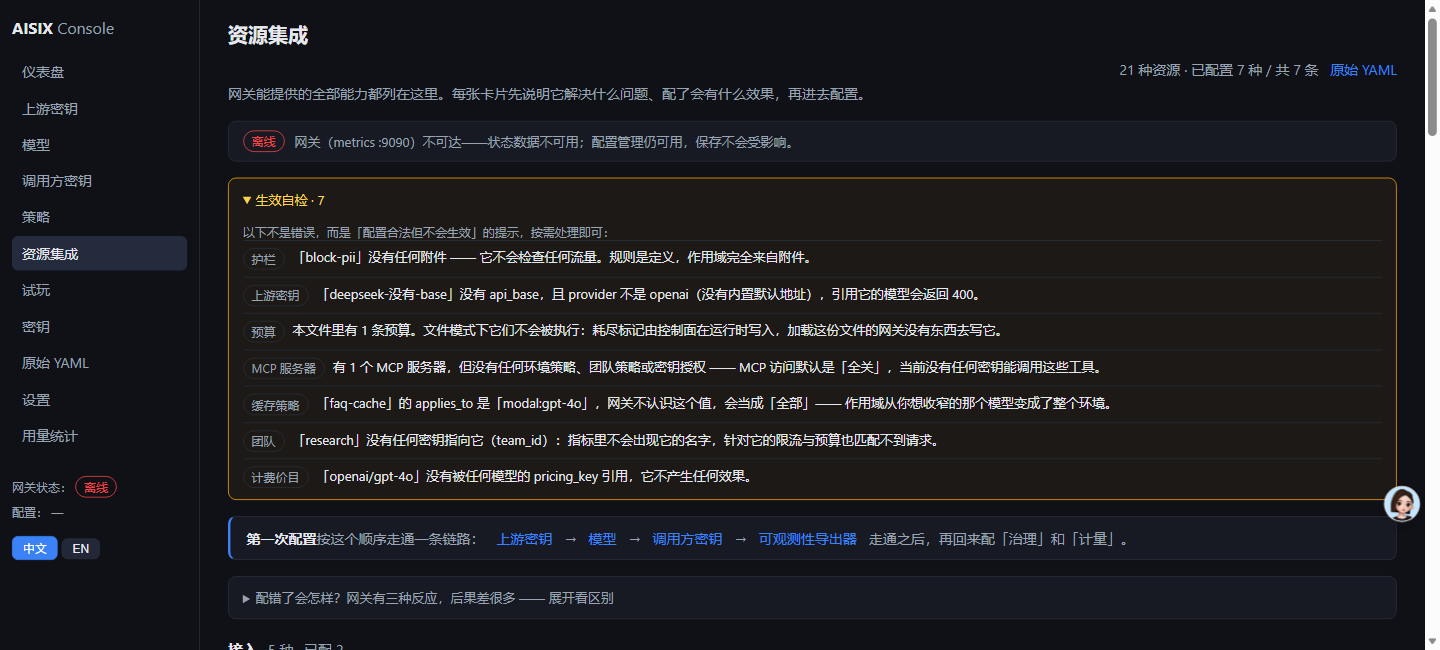 AISIX Console
仪表盘
上游密钥
模型
调用方密钥
策略
资源集成
试玩
密钥
原始 YAML
设置
用量统计
网关状态： 离线
配置： —
中文 EN
资源集成
21 种资源 · 已配置 7 种 / 共 7 条 原始 YAML
网关能提供的全部能力都列在这里。每张卡片先说明它解决什么问题、配了会有什么效果，再进去配置。
离线 网关（metrics :9090）不可达——状态数据不可用；配置管理仍可用，保存不会受影响。
▼ 生效自检 · 7
以下不是错误，而是「配置合法但不会生效」的提示，按需处理即可：
护栏 「block-pii」没有任何附件 —— 它不会检查任何流量。规则是定义，作用域完全来自附件。
上游密钥 「deepseek-没有-base」没有 api_base，且 provider 不是 openai（没有内置默认地址），引用它的模型会返回 400。
预算 本文件里有 1 条预算。文件模式下它们不会被执行：耗尽标记由控制面在运行时写入，加载这份文件的网关没有东西去写它。
MCP 服务器 有 1 个 MCP 服务器，但没有任何环境策略、团队策略或密钥授权 —— MCP 访问默认是「全关」，当前没有任何密钥能调用这些工具。
缓存策略 「faq-cache」的 applies_to 是「modal:gpt-4o」，网关不认识这个值，会当成「全部」—— 作用域从你想收窄的那个模型变成了整个环境。
团队 「research」没有任何密钥指向它（team_id）：指标里不会出现它的名字，针对它的限流与预算也匹配不到请求。
计费价目 「openai/gpt-4o」没有被任何模型的 pricing_key 引用，它不产生任何效果。
第一次配置按这个顺序走通一条链路： 上游密钥 → 模型 → 调用方密钥 → 可观测性导出器 走通之后，再回来配「治理」和「计量」。
▶ 配错了会怎样？网关有三种反应，后果差很多 —— 展开看区别
接入 5 种 · 已配 2